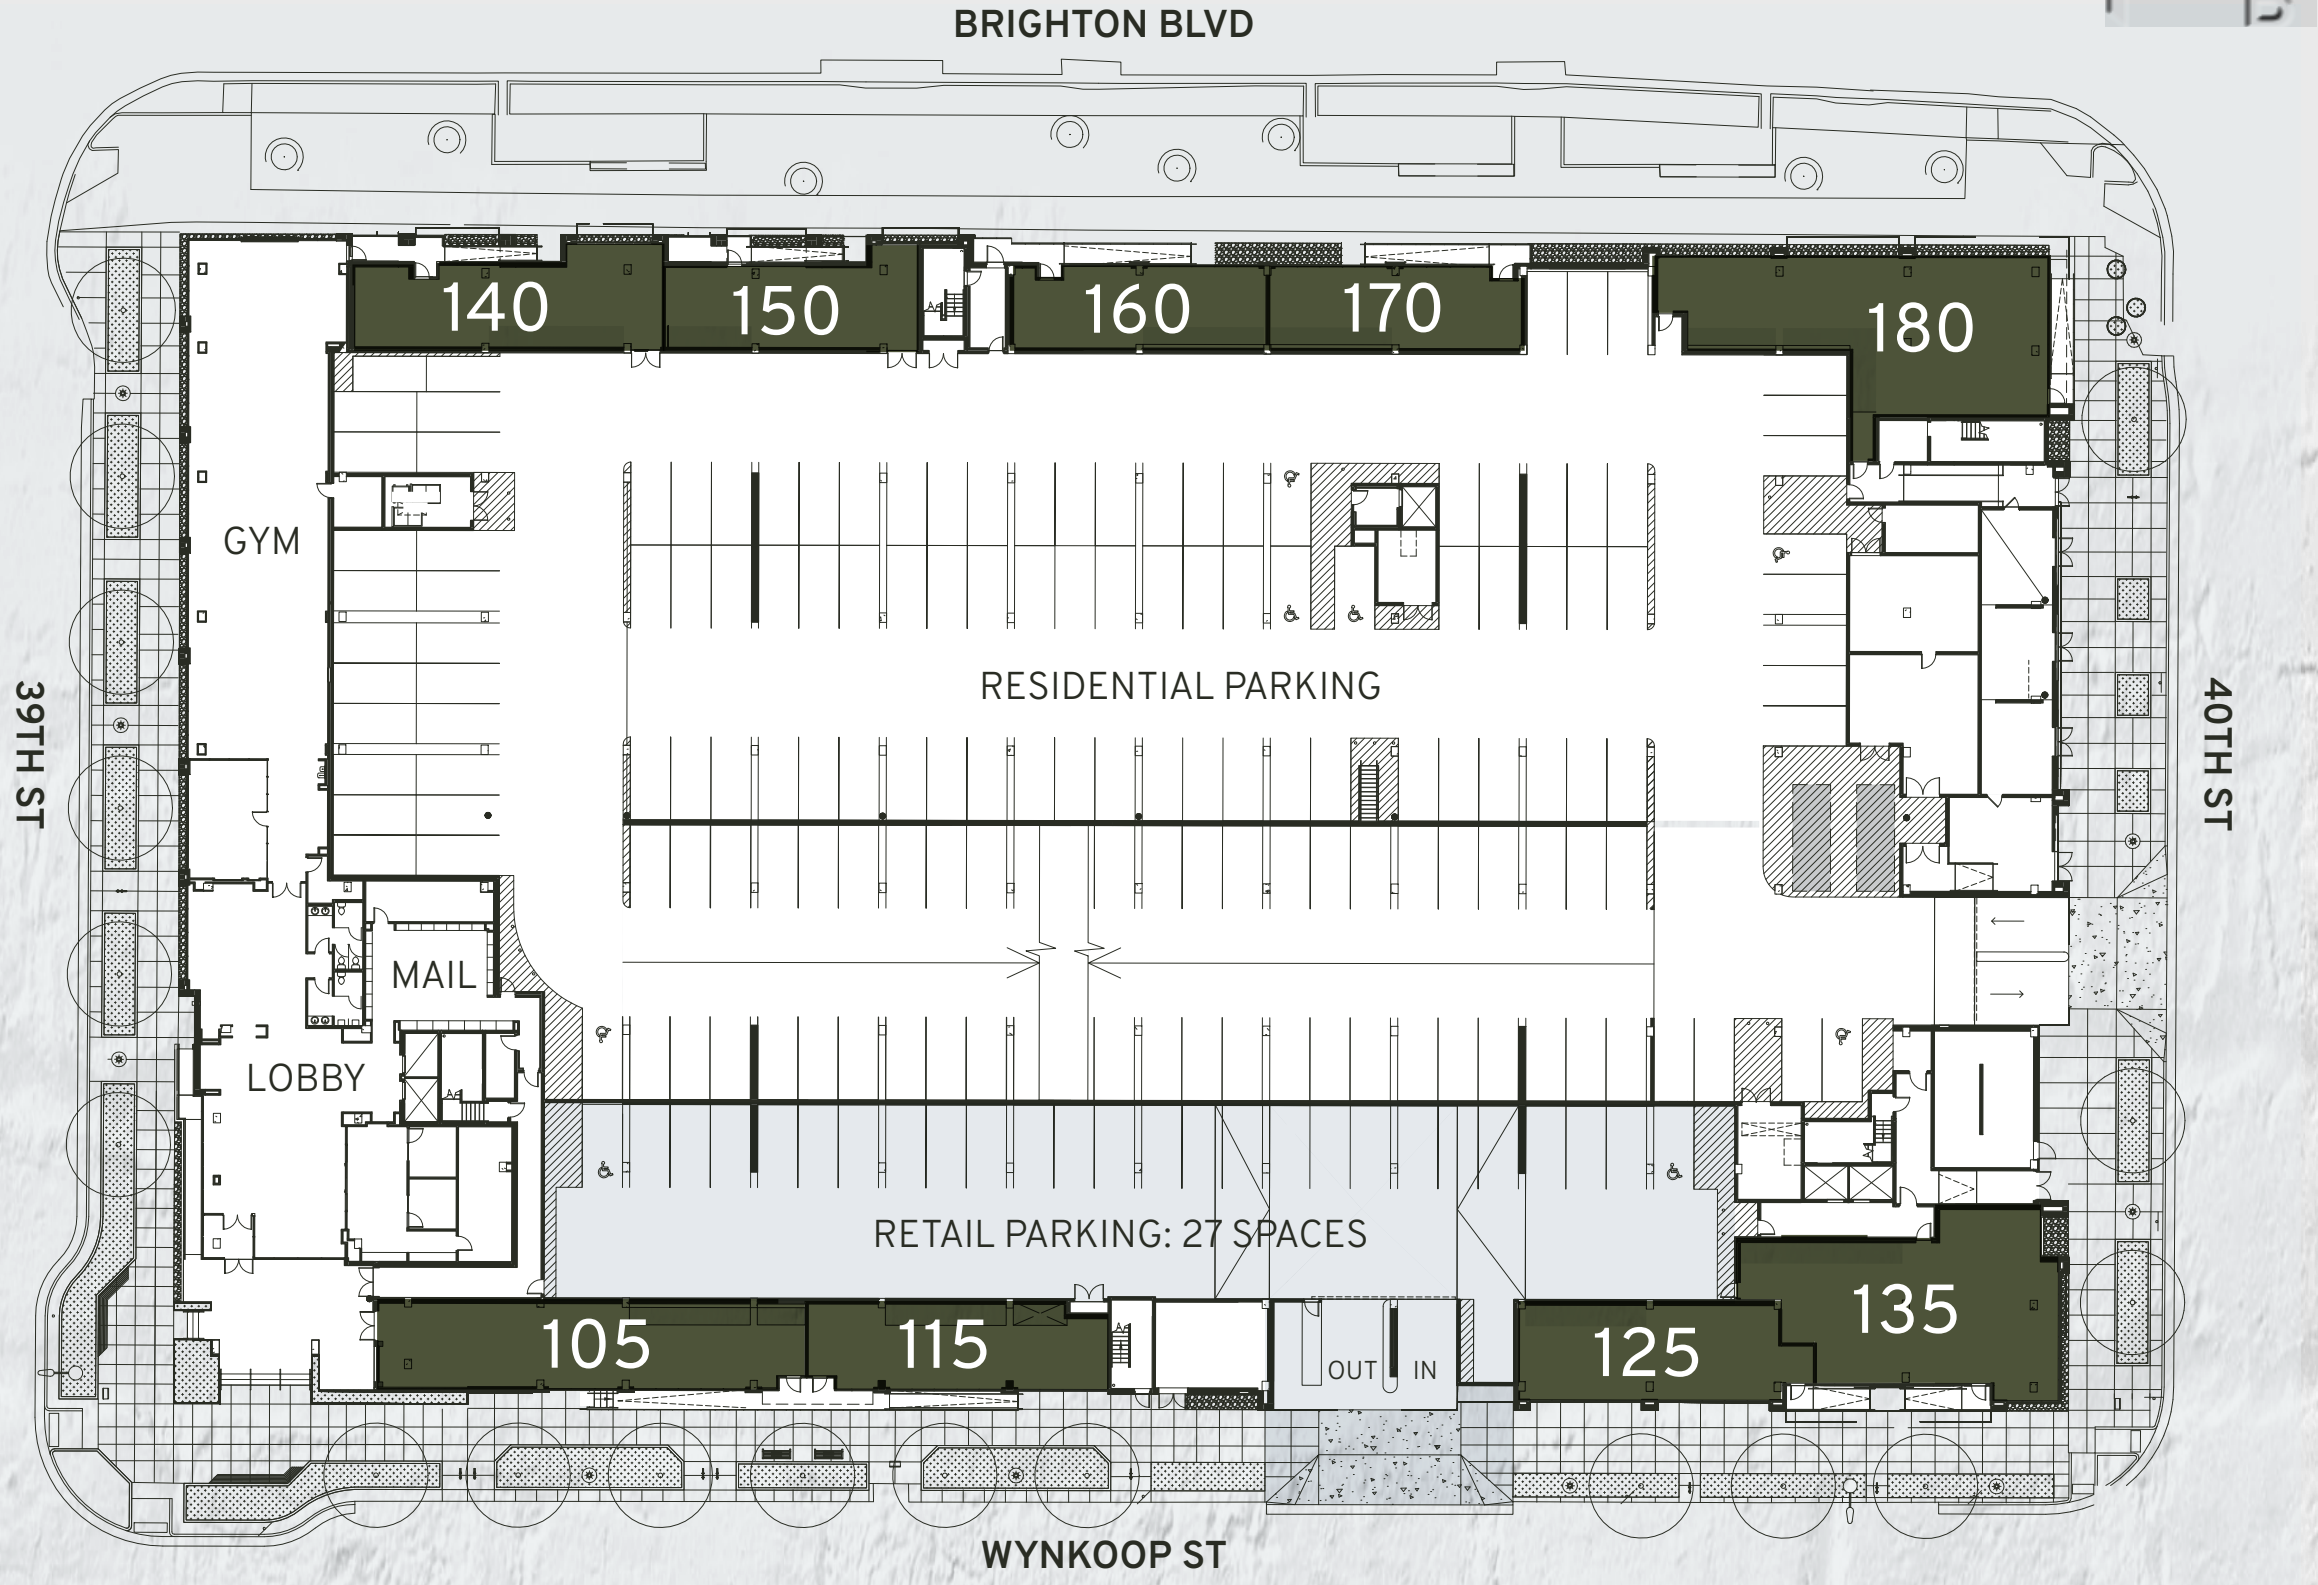 BRIGHTON BLVD
140
150
160
170
180
GYM
RESIDENTIAL PARKING
39TH ST
40TH ST
MAIL
LOBBY
RETAIL PARKING: 27 SPACES
105
115
OUT
IN
125
135
WYNKOOP ST